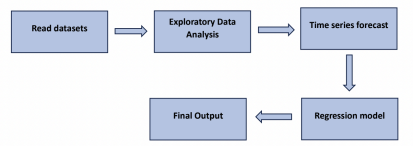 Read datasets
Exploratory Data
Analysis
Time series forecast
Regression model
Final Output